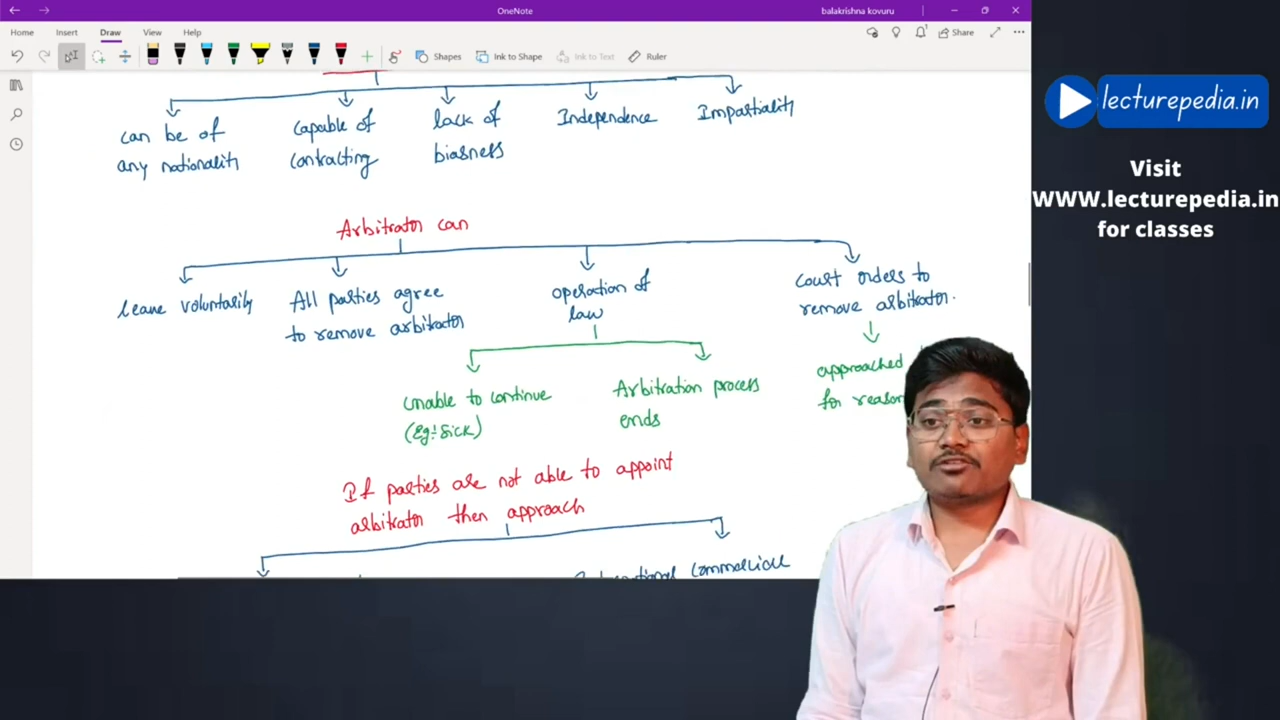 OneNote
balakrishna kovuru
Home
Insert
Draw
View
Share
Shapes
Ink to Shape
Ink to Text
Ruler
can be of
any nationality
capable of
contracting
lack of
biasness
Independence
Impartiality
Arbitrator can
leave voluntarily
All parties agree
to remove arbitrator
operation of
law
Court orders to
remove arbitrator.
Unable to continue
(Eg: Sick)
Arbitration process
ends
approached
for reason
If parties are not able to appoint
arbitrator then approach
commercial
lecturepedia.in
Visit
WWW.lecturepedia.in
for classes